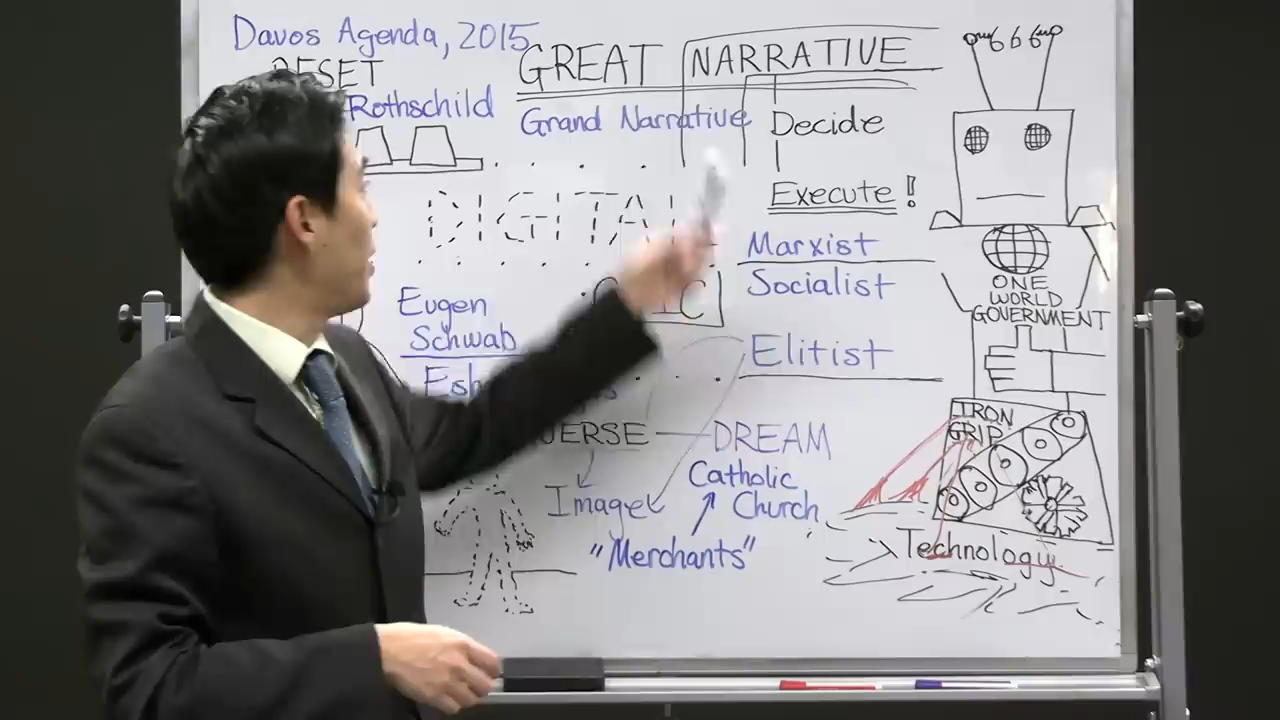 Davos Agenda, 2015
RESET
Rothschild
GREAT NARRATIVE
Grand Narrative
Decide
Execute!
DIGITAL
Marxist
Socialist
Elitist
Eugen
Schwab
DREAM
Image
Catholic
Church
"Merchants"
666
ONE
WORLD
GOVERNMENT
IRON
GRIP
Technology